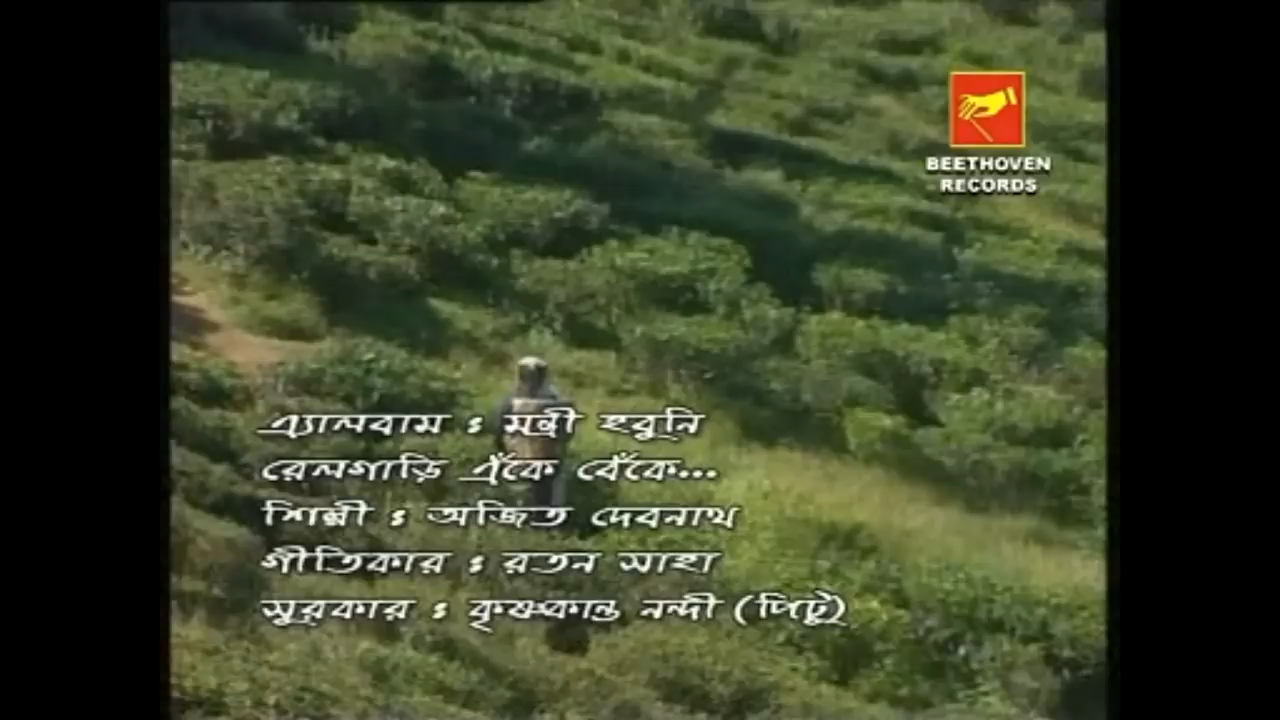 BEETHOVEN
RECORDS
এ্যালবাম : মন্ত্রী হবুনি
রেলগাড়ি এঁকে বেঁকে...
শিল্পী : অজিত দেবনাথ
গীতিকার : রতন সাহা
সুরকার : কৃষ্ণকান্ত নন্দী (পিটু)